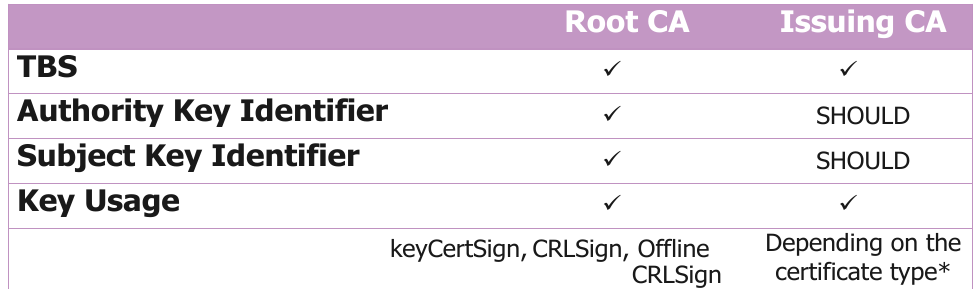 Root CA Issuing CA
TBS ✓ ✓
Authority Key Identifier ✓ SHOULD
Subject Key Identifier ✓ SHOULD
Key Usage ✓ ✓
keyCertSign, CRLSign, Offline Depending on the
CRLSign certificate type*